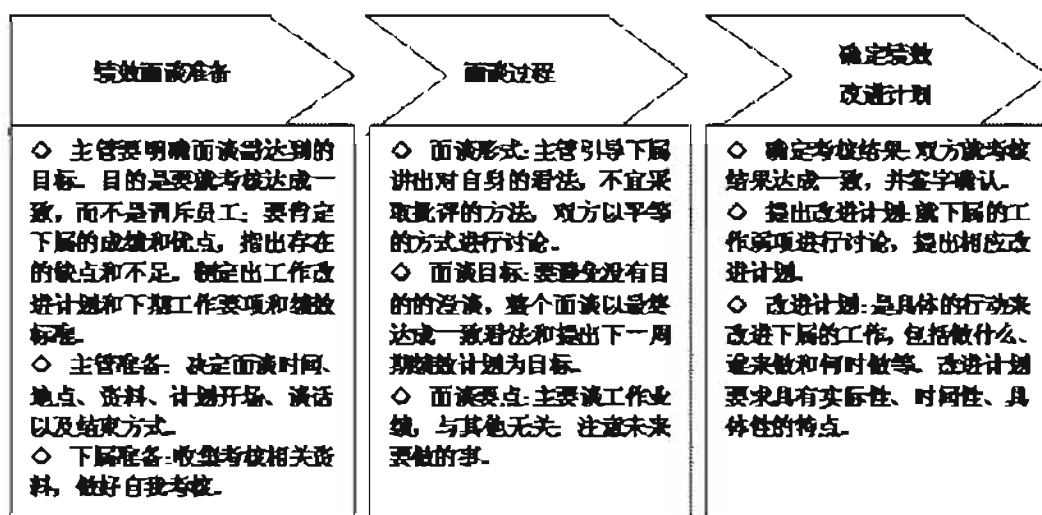 绩效面谈准备
◇ 主管要明确面谈需达到的
目标。目的是要就考核达成一
致，而不是训斥员工；要肯定
下属的成绩和优点，指出存在
的缺点和不足。制定出工作改
进计划和下期工作要项和绩效
标准。
◇ 主管准备：决定面谈时间、
地点、资料、计划开场、谈话
以及结束方式。
◇ 下属准备：收集考核相关资
料，做好自我考核。
面谈过程
◇ 面谈形式：主管引导下属
讲出对自身的看法，不宜采
取批评的方法，对方以平等
的方式进行讨论。
◇ 面谈目标：要避免没有目
的的漫谈，整个面谈以最终
达成一致看法和提出下一周
期绩效计划为目标。
◇ 面谈要点：主要谈工作业
绩，与其他无关；注意未来
要做的事。
确定绩效
改进计划
◇ 确定考核结果：双方就考核
结果达成一致，并签字确认。
◇ 提出改进计划：就下属的工
作弱项进行讨论，提出相应改
进计划。
◇ 改进计划：是具体的行动来
改进下属的工作，包括做什么、
谁来做和何时做等。改进计划
要求具有实际性、时间性、具
体性的特点。